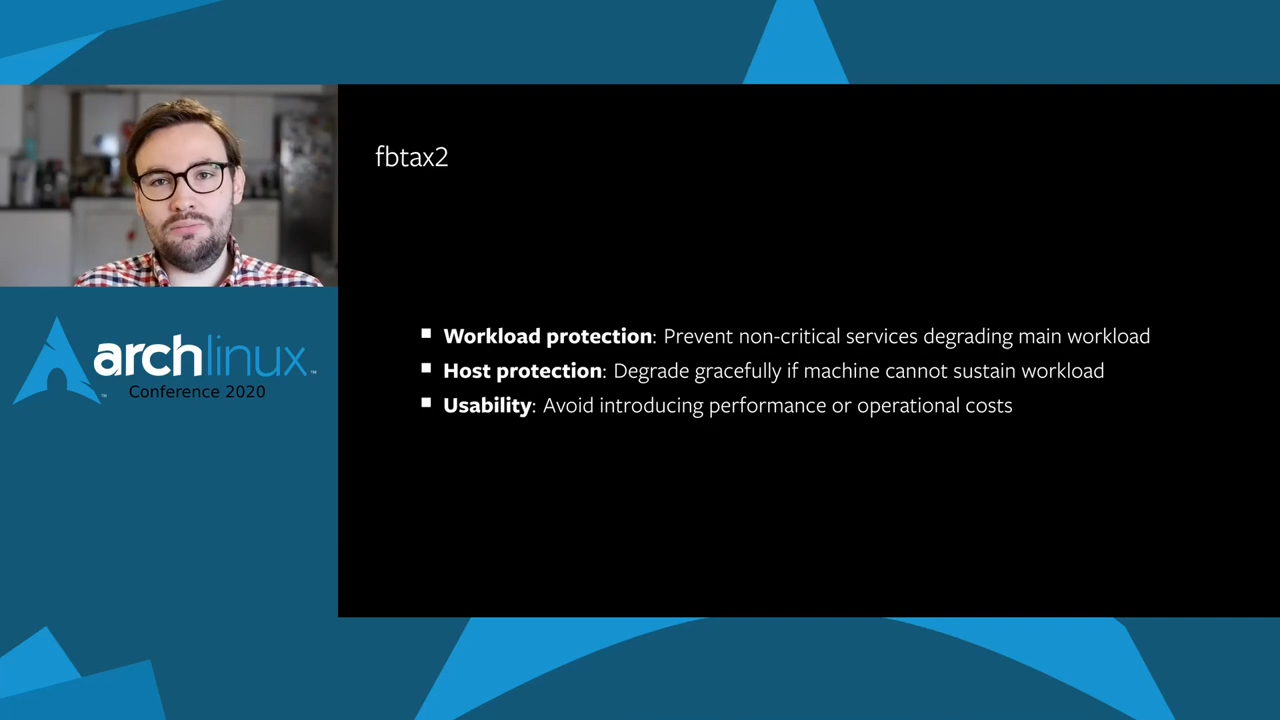 fbtax2
Workload protection: Prevent non-critical services degrading main workload
Host protection: Degrade gracefully if machine cannot sustain workload
Usability: Avoid introducing performance or operational costs
archlinux™
Conference 2020